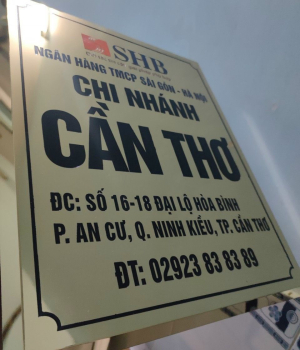 SHB
NGÂN HÀNG TMCP SÀI GÒN - HÀ NỘI
CHI NHÁNH
CẦN THƠ
ĐC: SỐ 16-18 ĐẠI LỘ HÒA BÌNH
P. AN CƯ, Q. NINH KIỀU, TP. CẦN THƠ
ĐT: 02923 83 83 89